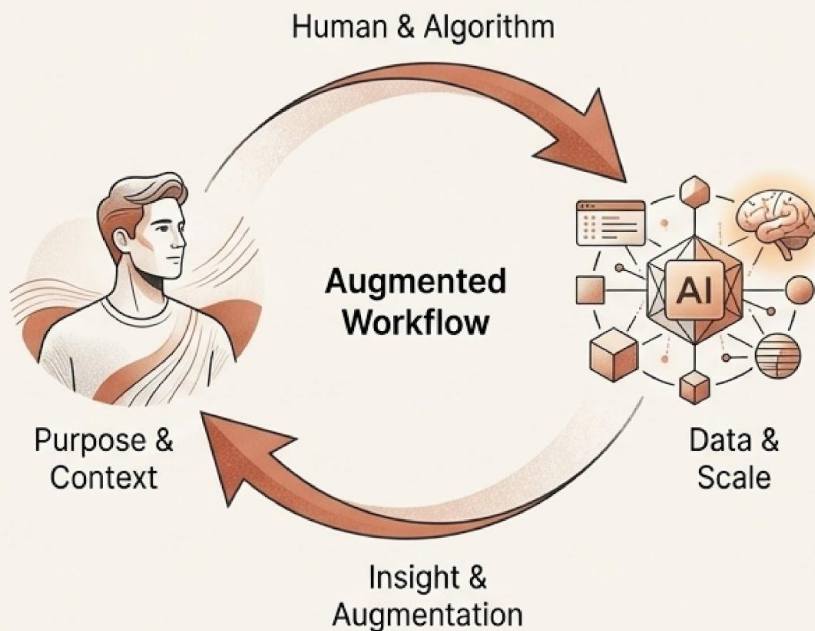 Human & Algorithm
Augmented
Workflow
AI
Purpose &
Context
Data &
Scale
Insight &
Augmentation